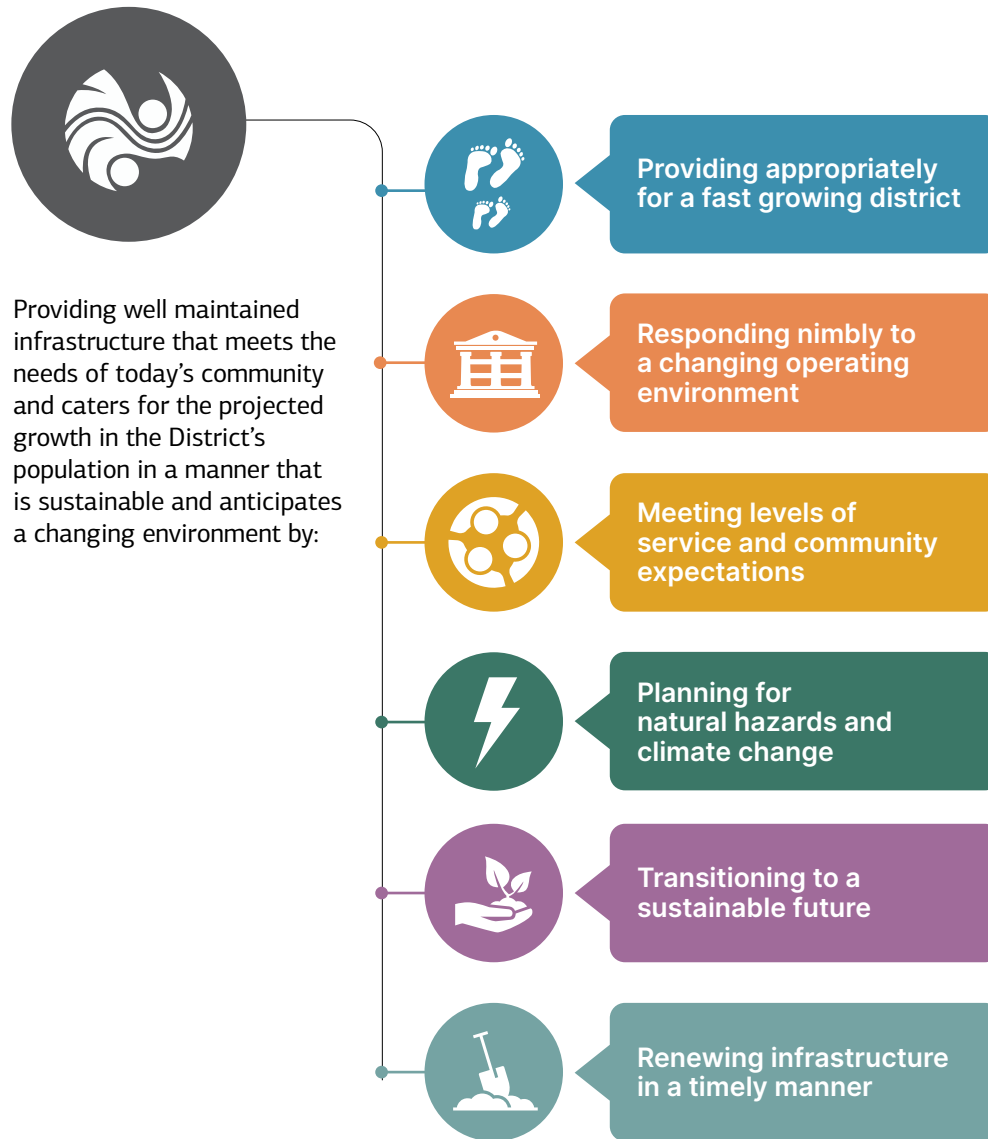 Providing well maintained
infrastructure that meets the
needs of today’s community
and caters for the projected
growth in the District’s
population in a manner that
is sustainable and anticipates
a changing environment by:
Providing appropriately
for a fast growing district
Responding nimbly to
a changing operating
environment
Meeting levels of
service and community
expectations
Planning for
natural hazards and
climate change
Transitioning to a
sustainable future
Renewing infrastructure
in a timely manner